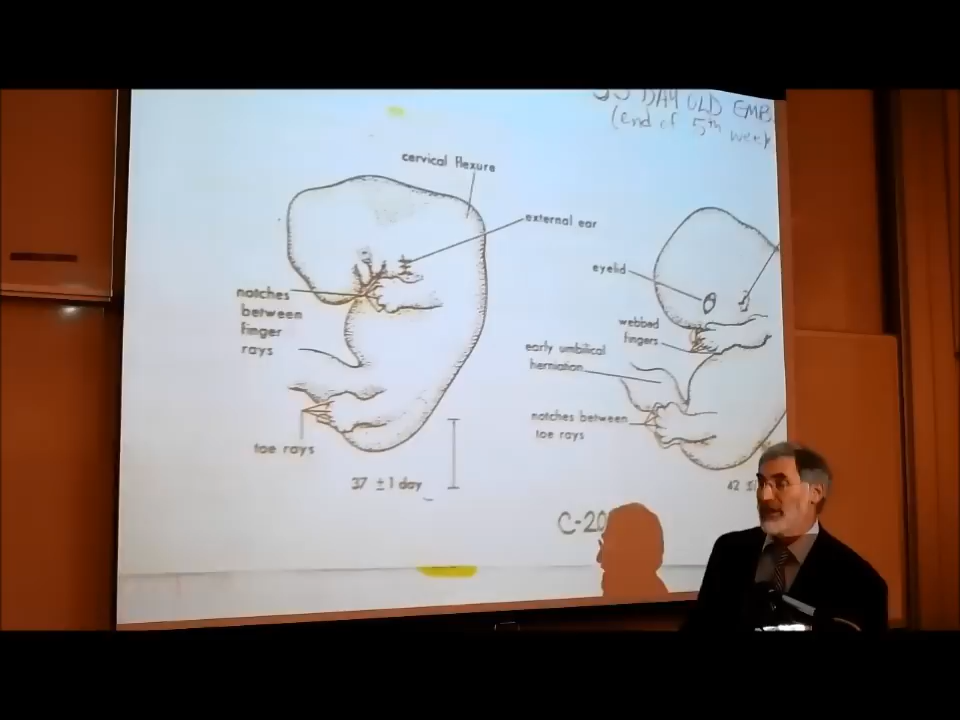 DAY OLD EMB
(end of 5th week
cervical flexure
external ear
eyelid
notches
between
finger
rays
webbed
fingers
early umbilical
herniation
notches between
toe rays
toe rays
37 ±1 day
42
C-20